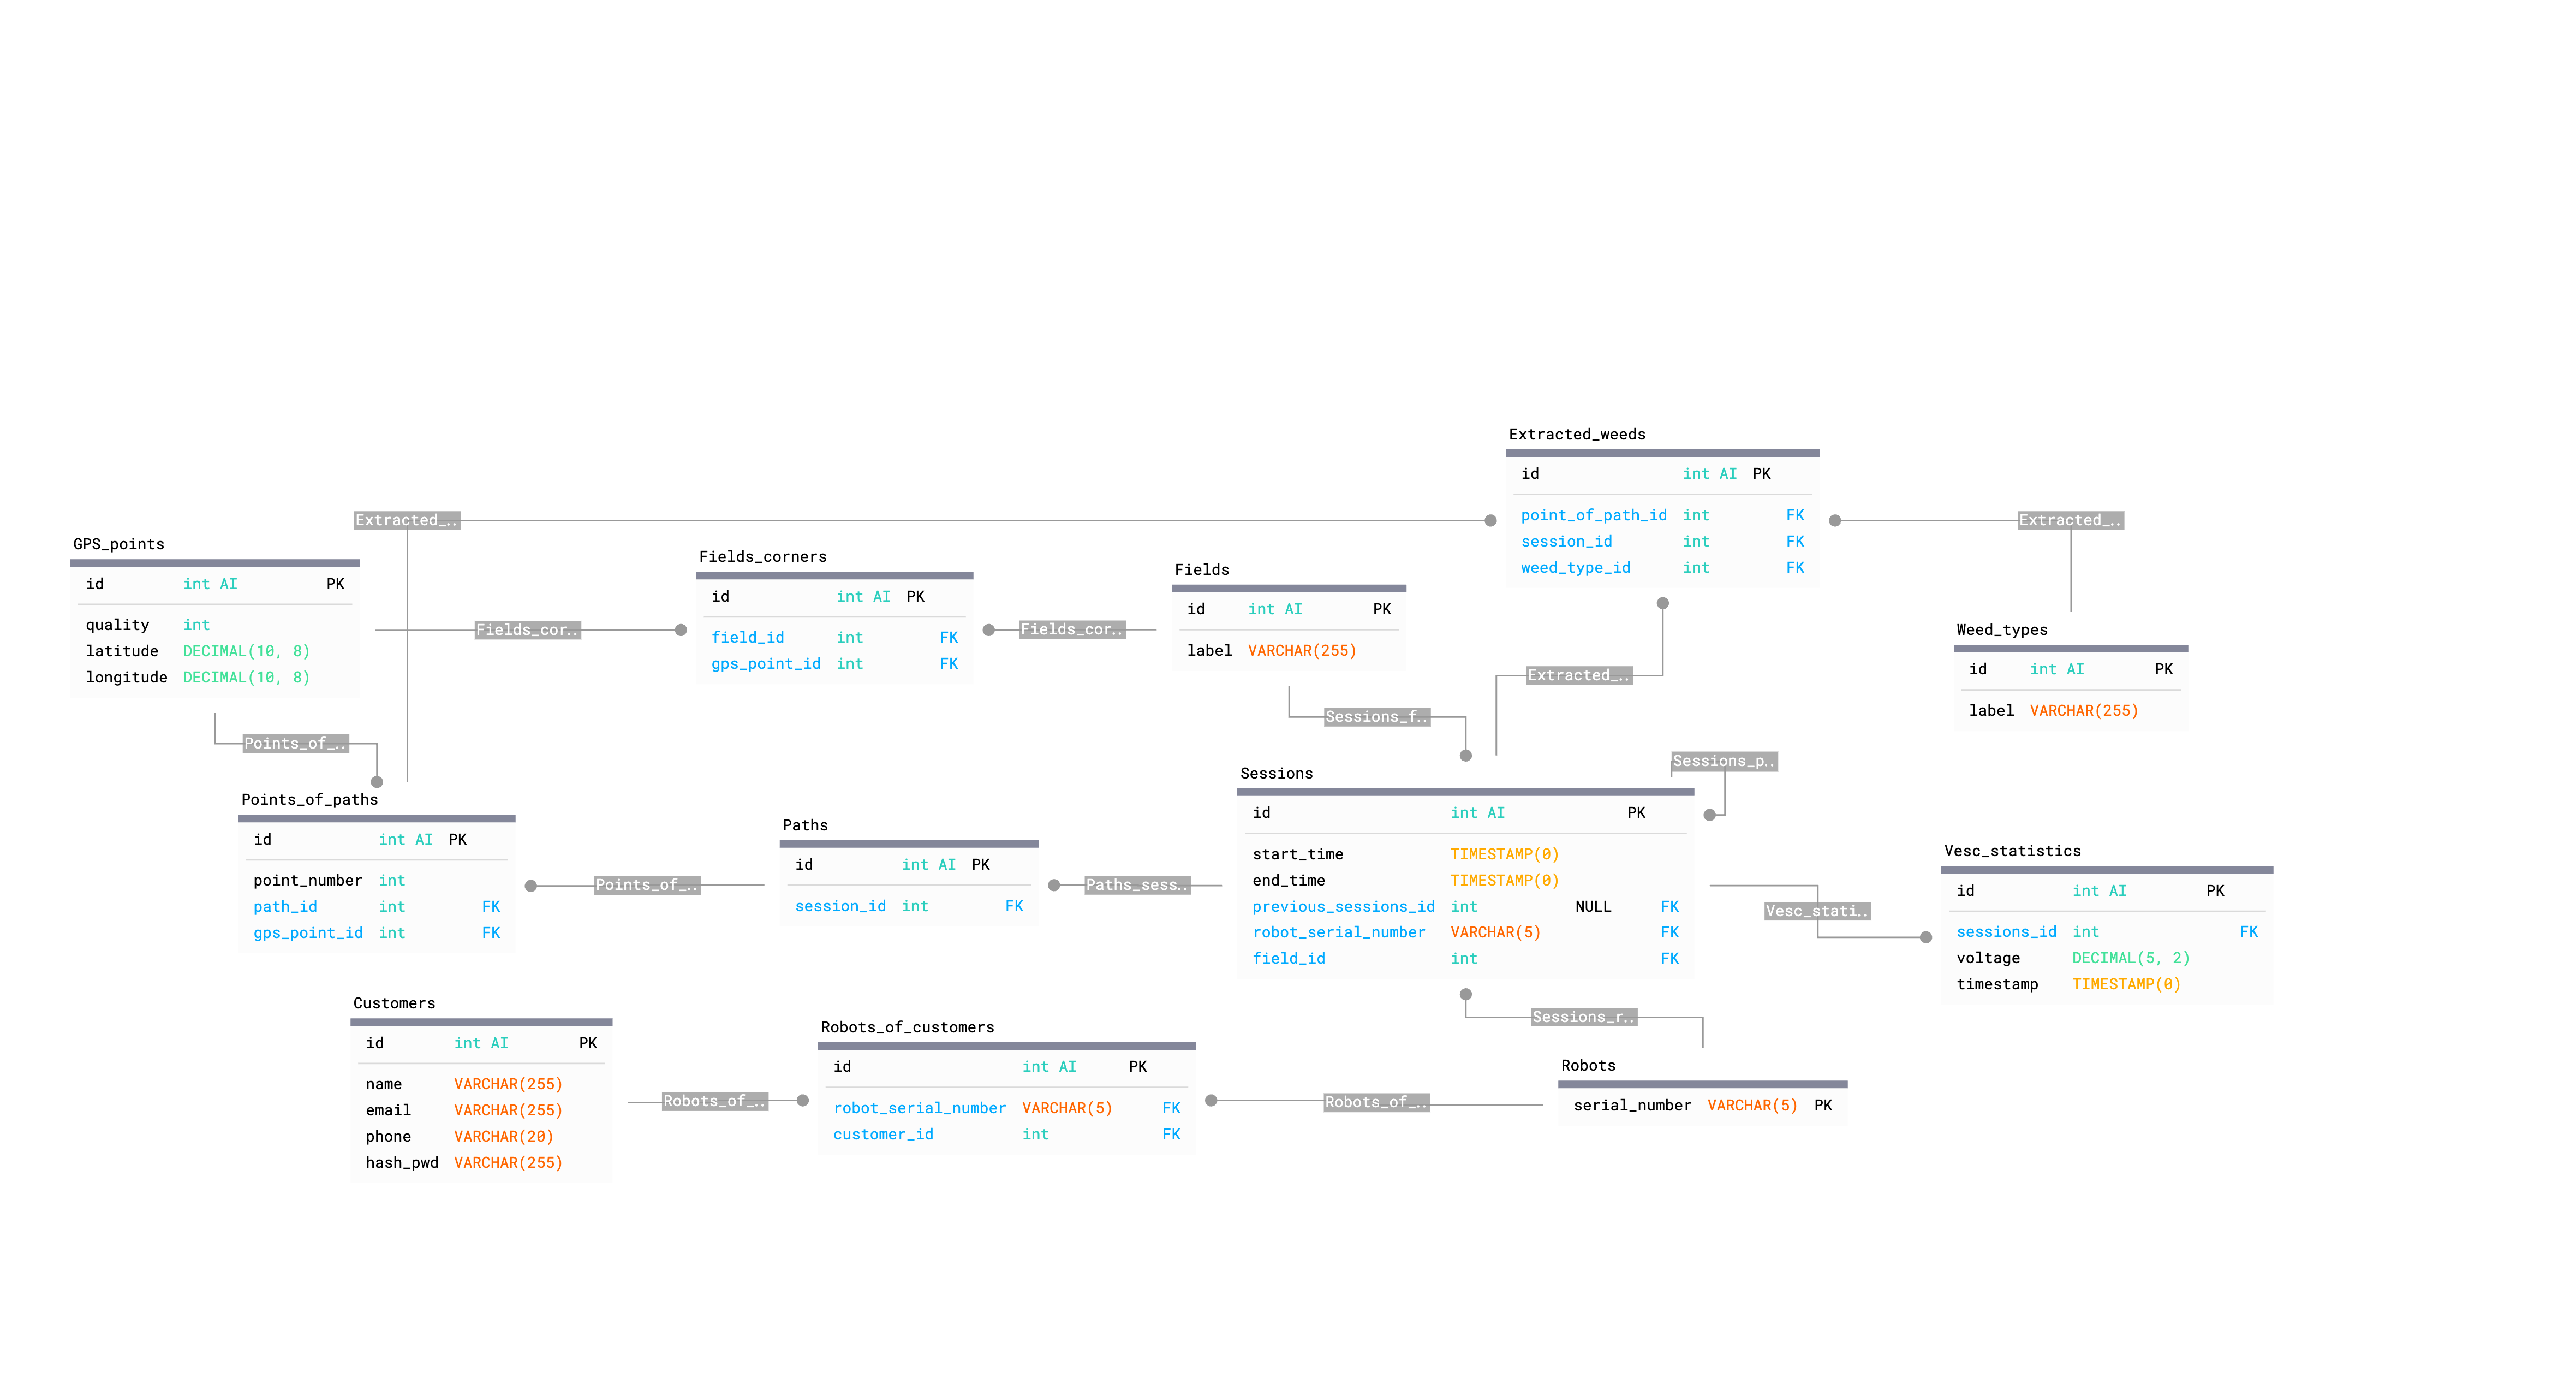 Extracted_weeds
id int AI PK
point_of_path_id int FK
session_id int FK
weed_type_id int FK
Extracted_..
Extracted_..
GPS_points
id int AI PK
quality int
latitude DECIMAL(10, 8)
longitude DECIMAL(10, 8)
Fields_cor..
Fields_corners
id int AI PK
field_id int FK
gps_point_id int FK
Fields_cor..
Fields
id int AI PK
label VARCHAR(255)
Extracted_..
Weed_types
id int AI PK
label VARCHAR(255)
Sessions_f..
Points_of_..
Sessions_p..
Points_of_paths
id int AI PK
point_number int
path_id int FK
gps_point_id int FK
Points_of_..
Paths
id int AI PK
session_id int FK
Paths_sess..
Sessions
id int AI PK
start_time TIMESTAMP(0)
end_time TIMESTAMP(0)
previous_sessions_id int NULL FK
robot_serial_number VARCHAR(5) FK
field_id int FK
Vesc_stati..
Vesc_statistics
id int AI PK
sessions_id int FK
voltage DECIMAL(5, 2)
timestamp TIMESTAMP(0)
Sessions_r..
Customers
id int AI PK
name VARCHAR(255)
email VARCHAR(255)
phone VARCHAR(20)
hash_pwd VARCHAR(255)
Robots_of_..
Robots_of_customers
id int AI PK
robot_serial_number VARCHAR(5) FK
customer_id int FK
Robots_of_..
Robots
serial_number VARCHAR(5) PK